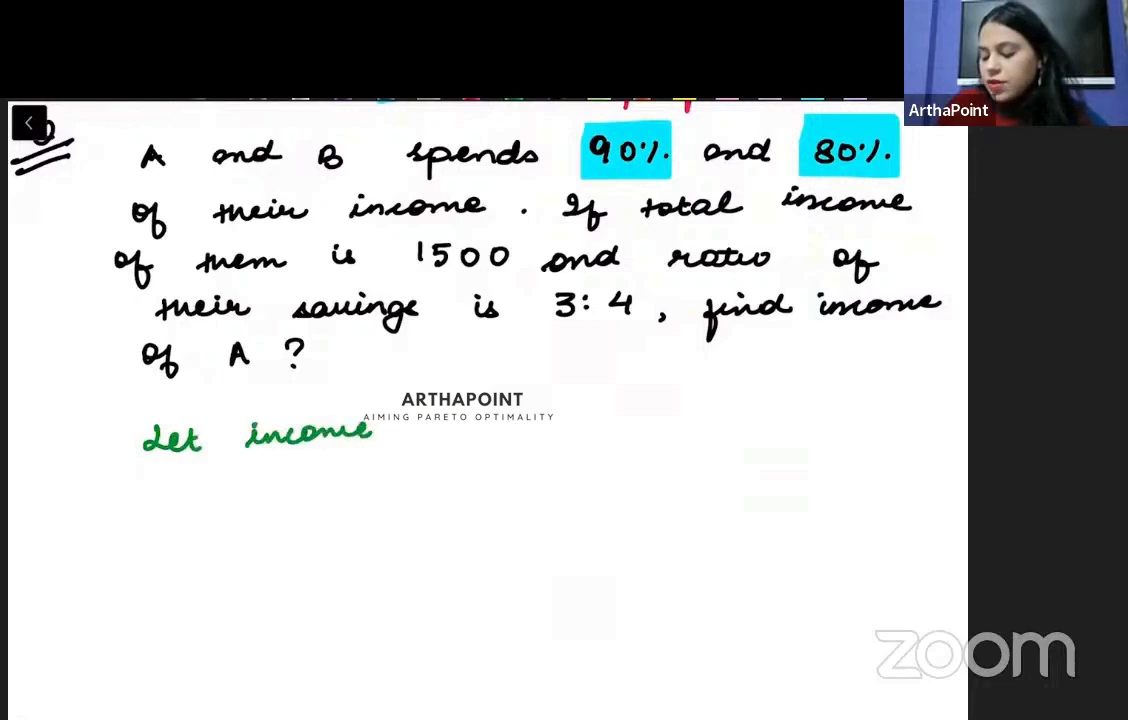 ArthaPoint
A and B spends 90%. and 80%.
of their income. If total income
of them is 1500 and ratio of
their savings is 3:4, find income
of A ?
ARTHAPOINT
AIMING PARETO OPTIMALITY
Let income
zoom